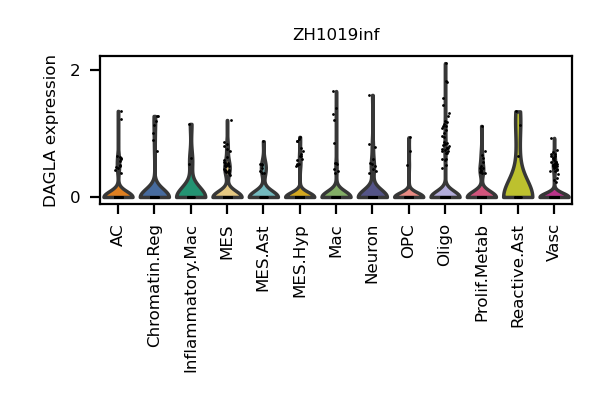 ZH1019inf
DAGLA expression
2
0
AC
Chromatin.Reg
Inflammatory.Mac
MES
MES.Ast
MES.Hyp
Mac
Neuron
OPC
Oligo
Prolif.Metab
Reactive.Ast
Vasc